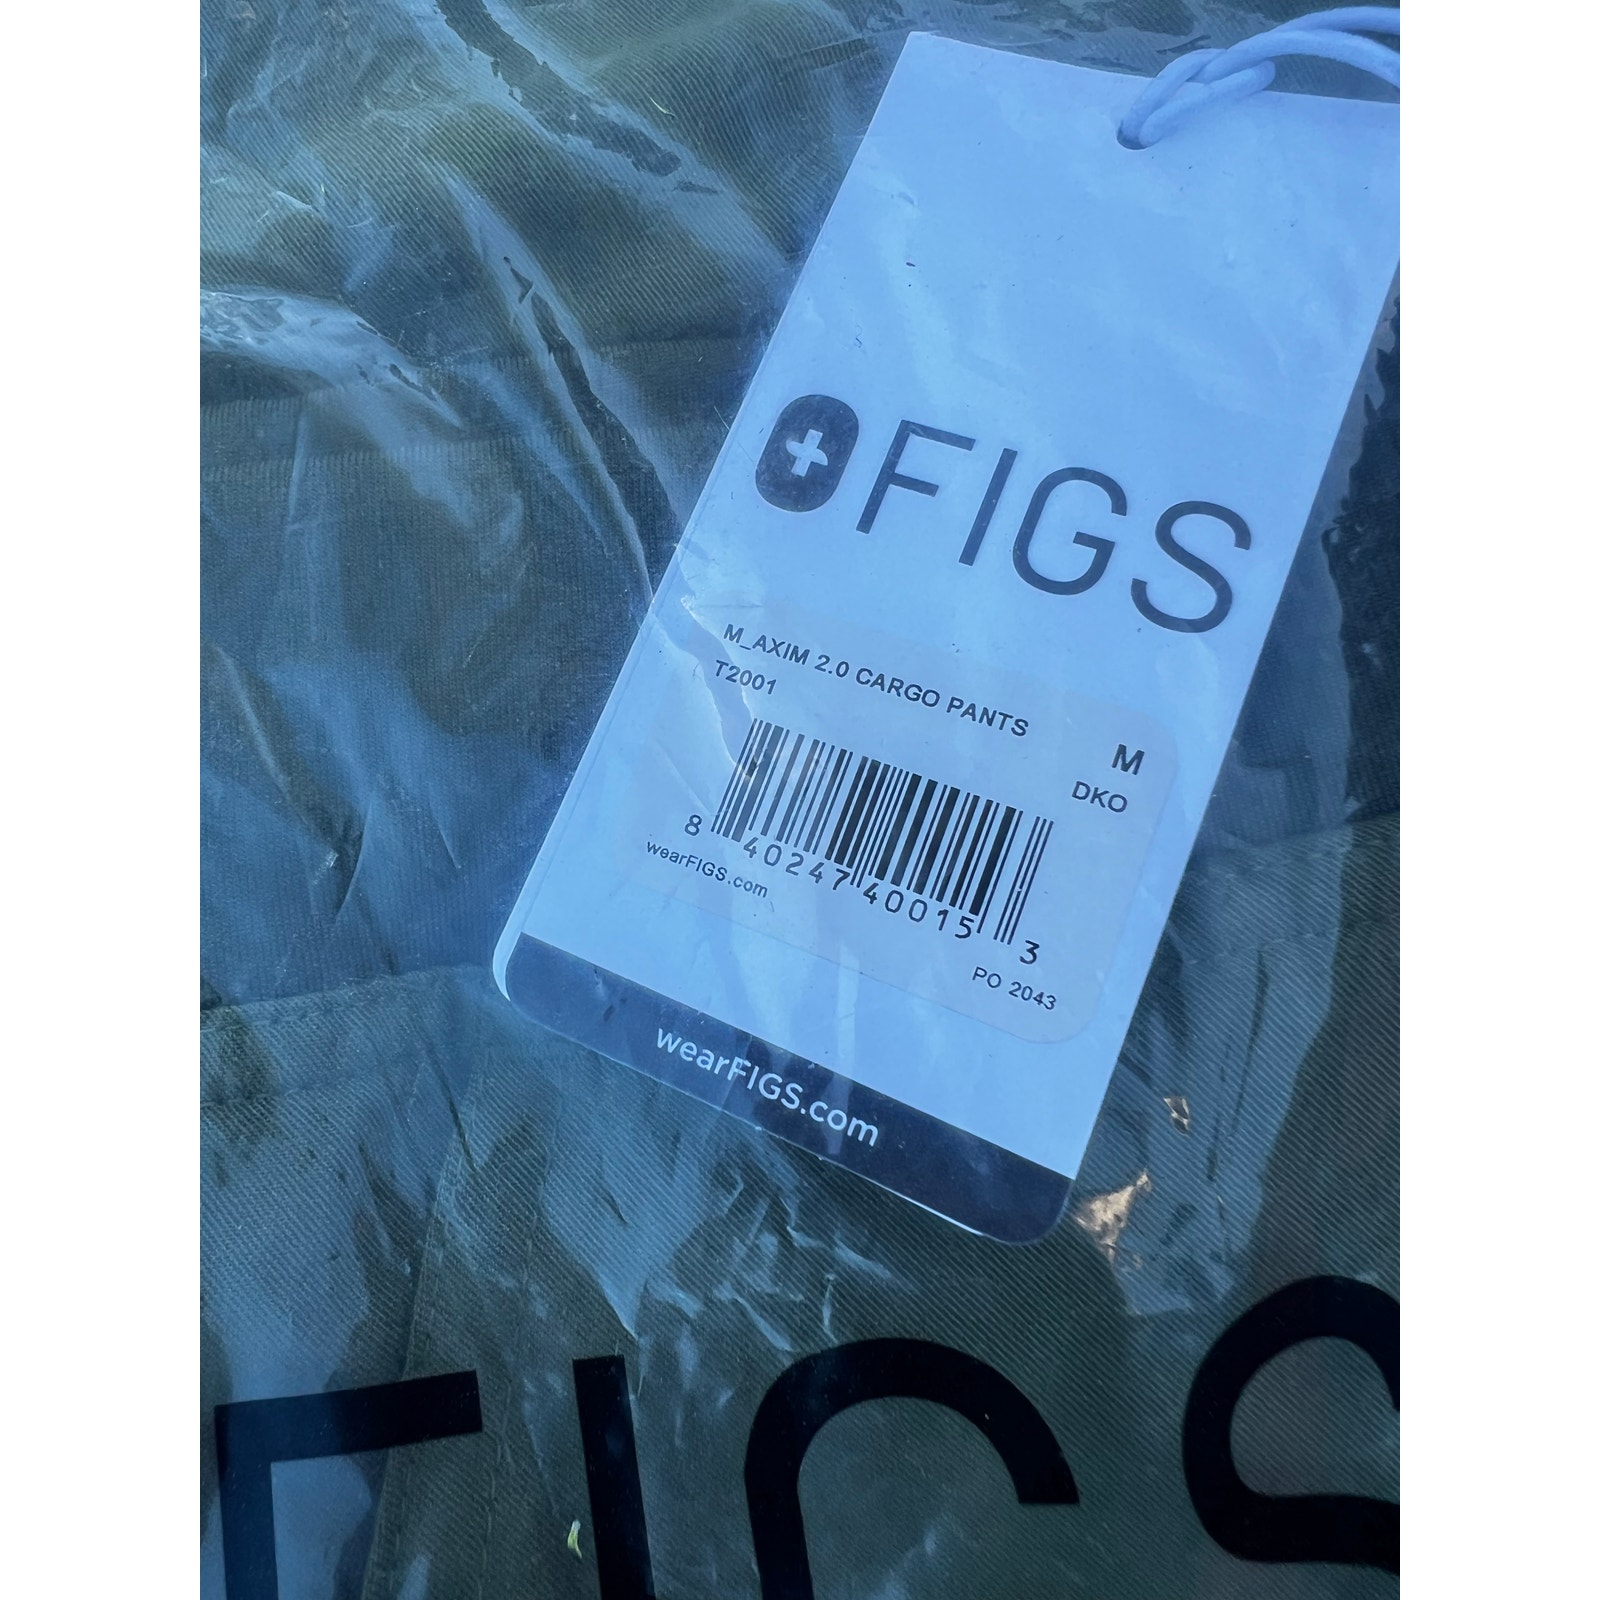 FIGS
M_AXIM 2.0 CARGO PANTS
T2001
M
DKO
8 40247 40015 3
wearFIGS.com
PO 2043
wearFIGS.com
FIGS